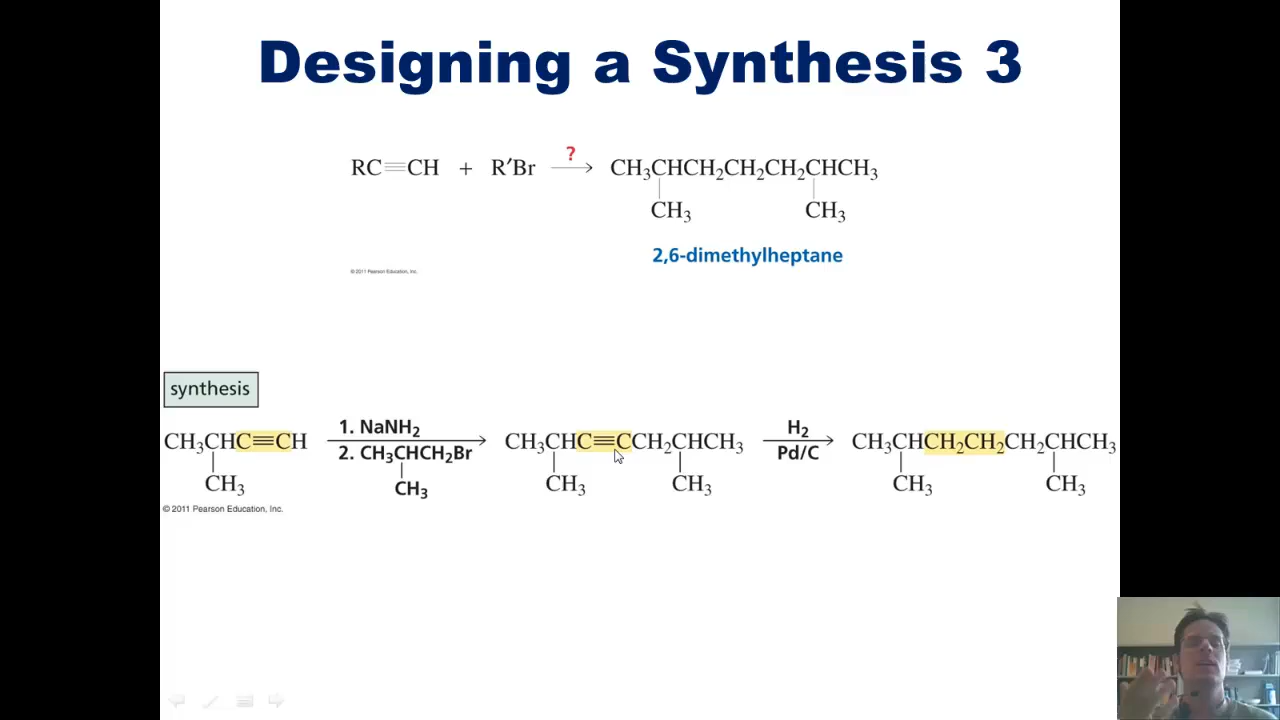 Designing a Synthesis 3
RC≡CH + R′Br ? → CH₃CHCH₂CH₂CH₂CHCH₃
CH₃ CH₃
2,6-dimethylheptane
© 2011 Pearson Education, Inc.
synthesis
1. NaNH₂ H₂
CH₃CHC≡CH → CH₃CHC≡CCH₂CHCH₃ → CH₃CHCH₂CH₂CH₂CHCH₃
2. CH₃CHCH₂Br Pd/C
CH₃ CH₃ CH₃ CH₃ CH₃ CH₃
© 2011 Pearson Education, Inc.